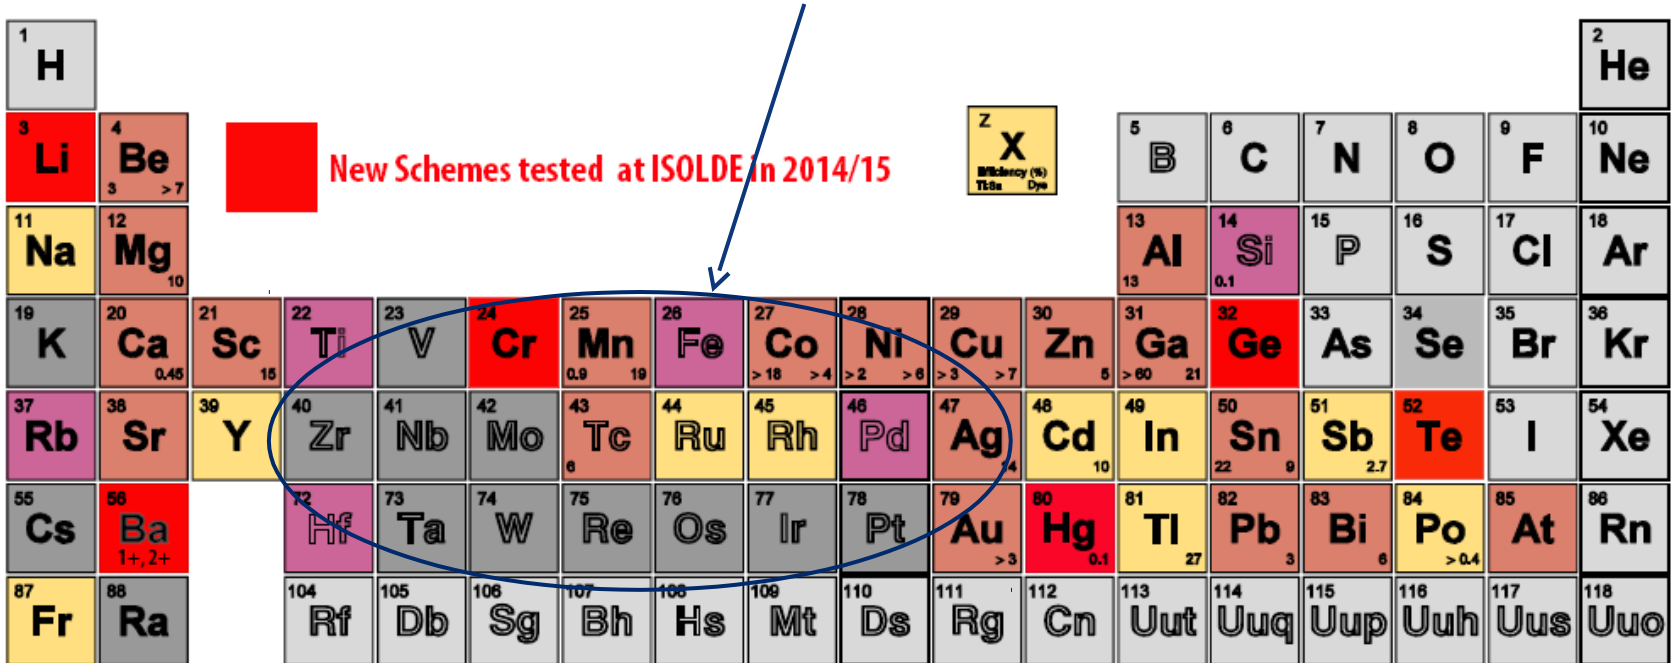 1 2
H He
3 4 Z 5 6 7 8 9 10
Li Be X B C N O F Ne
New Schemes tested at ISOLDE in 2014/15
Efficiency (%)
3 >7 Ti:Sa Dye
11 12 13 14 15 16 17 18
Na Mg Al Si P S Cl Ar
10 13 0.1
19 20 21 22 23 24 25 26 27 28 29 30 31 32 33 34 35 36
K Ca Sc Ti V Cr Mn Fe Co Ni Cu Zn Ga Ge As Se Br Kr
0.45 15 0.9 19 >18 >4 >2 >6 >3 >7 5 >60 21
37 38 39 40 41 42 43 44 45 46 47 48 49 50 51 52 53 54
Rb Sr Y Zr Nb Mo Tc Ru Rh Pd Ag Cd In Sn Sb Te I Xe
6 10 22 9 2.7
55 56 72 73 74 75 76 77 78 79 80 81 82 83 84 85 86
Cs Ba Hf Ta W Re Os Ir Pt Au Hg Tl Pb Bi Po At Rn
1+, 2+ >3 0.1 27 3 6 >0.4
87 88 104 105 106 107 108 109 110 111 112 113 114 115 116 117 118
Fr Ra Rf Db Sg Bh Hs Mt Ds Rg Cn Uut Uuq Uup Uuh Uus Uuo